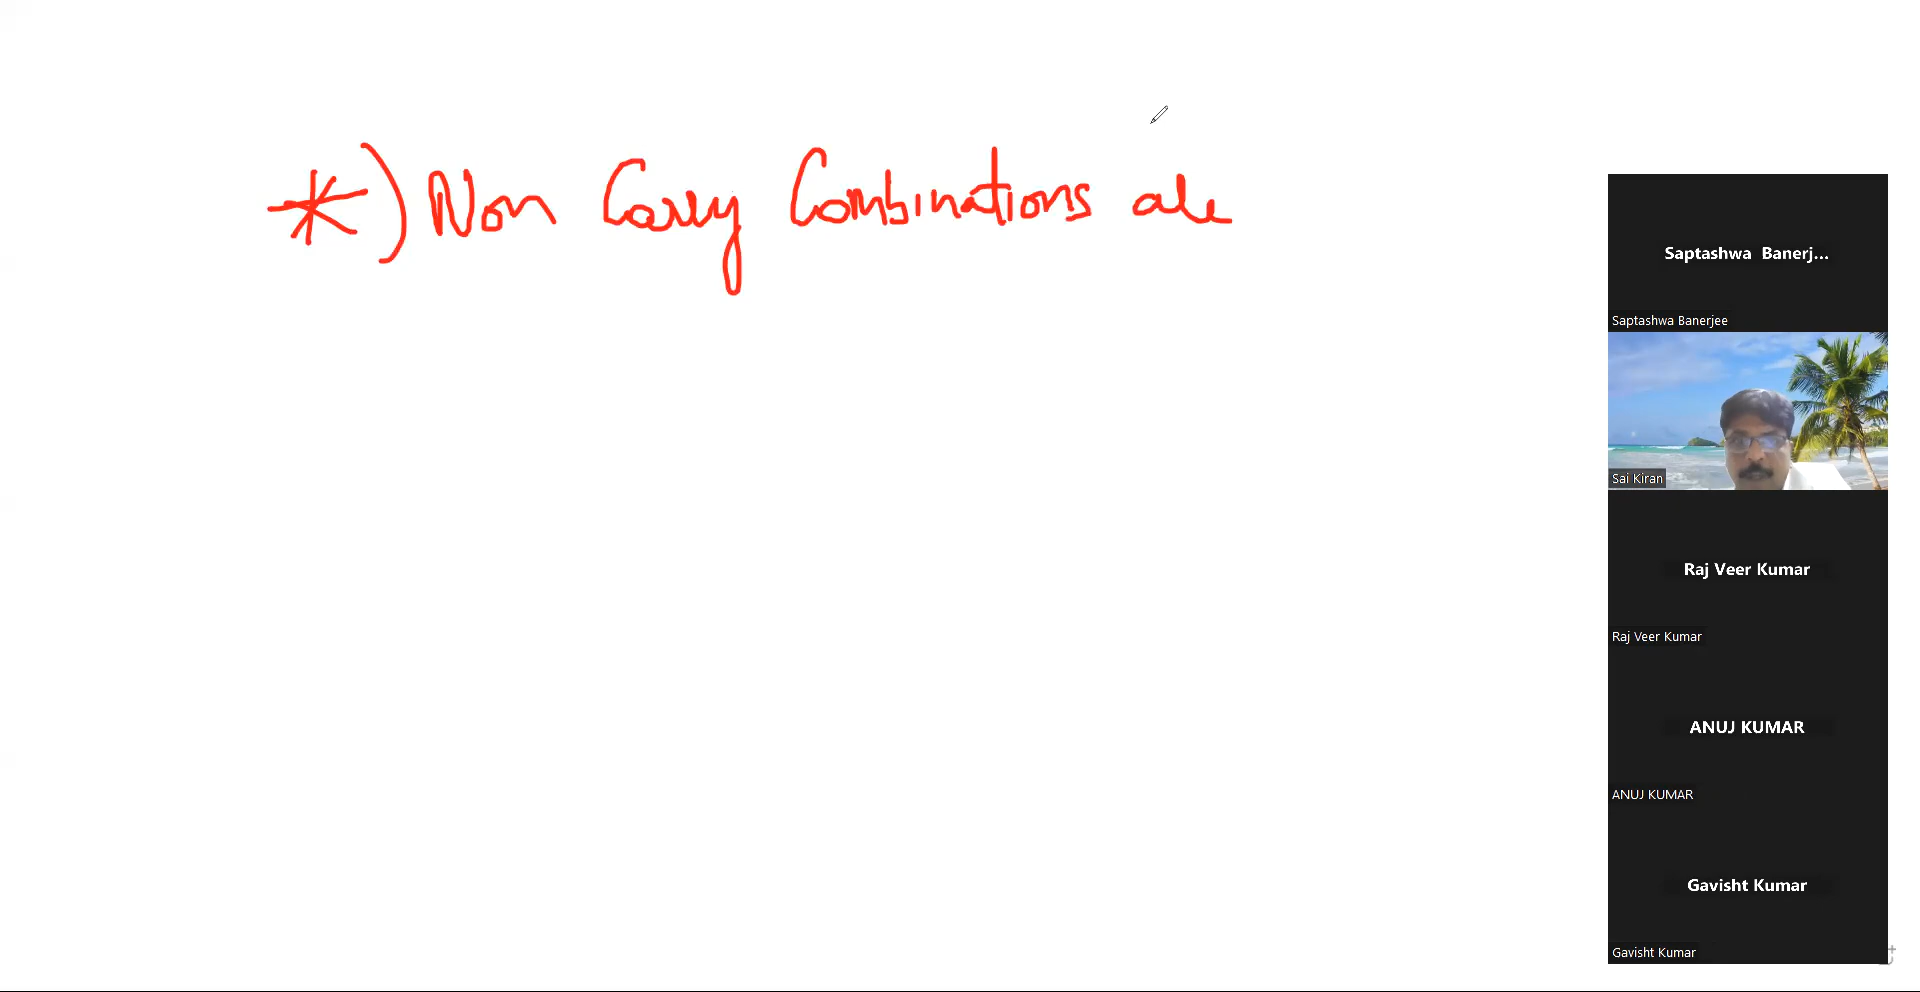 *) Non Carry Combinations are
Saptashwa Banerj...
Saptashwa Banerjee
Sai Kiran
Raj Veer Kumar
Raj Veer Kumar
ANUJ KUMAR
ANUJ KUMAR
Gavisht Kumar
Gavisht Kumar